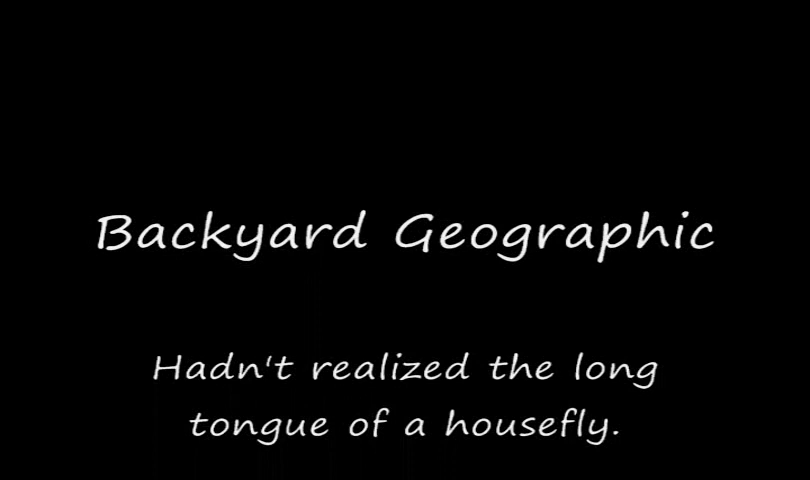 Backyard Geographic
Hadn't realized the long
tongue of a housefly.